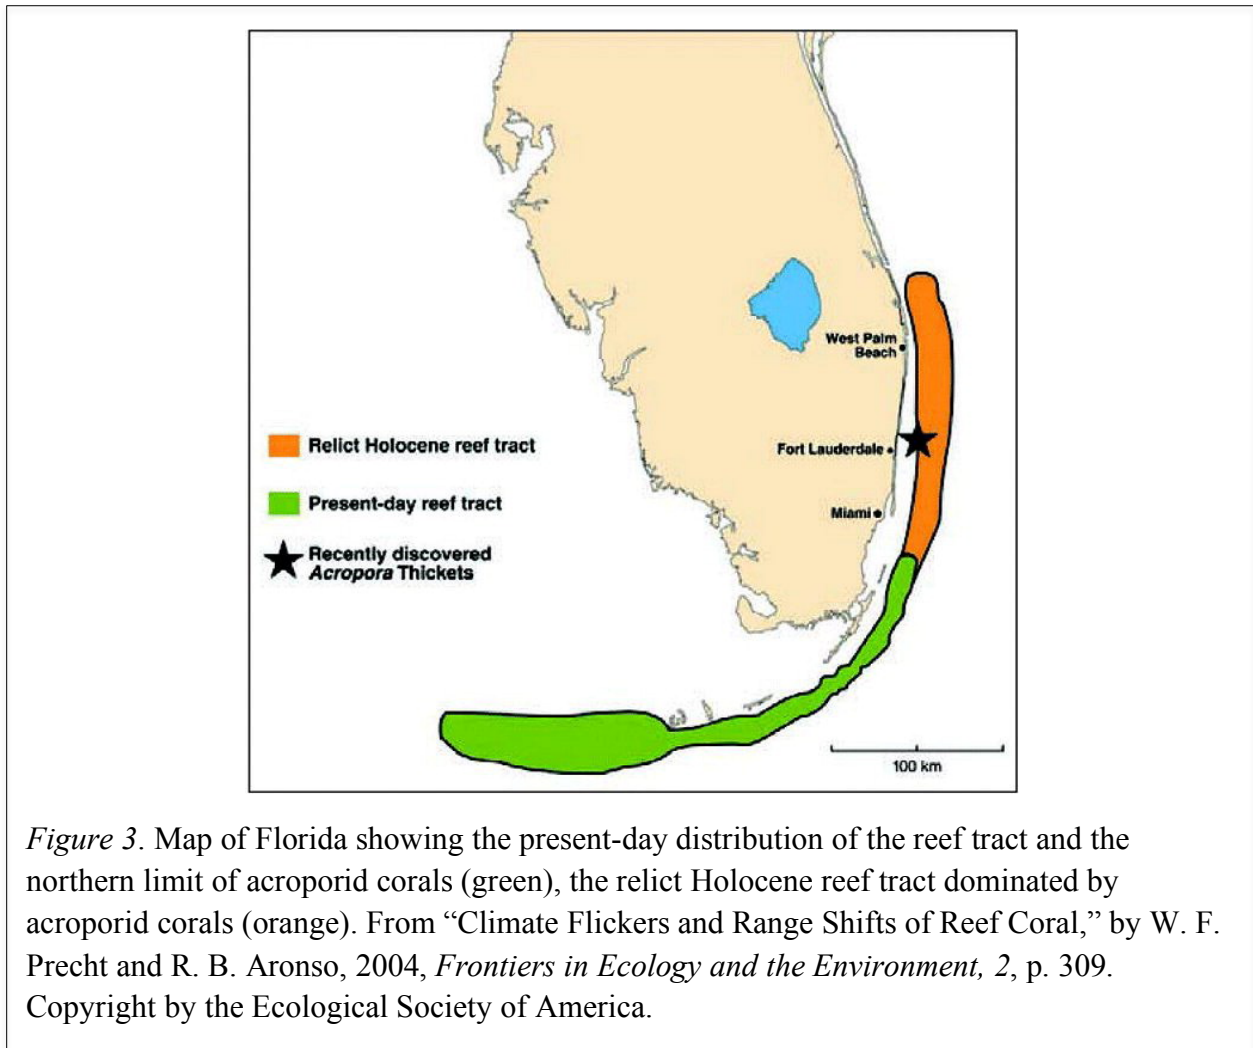 West Palm
Beach
Relict Holocene reef tract
Fort Lauderdale
Present-day reef tract
Miami
Recently discovered
Acropora Thickets
100 km
Figure 3. Map of Florida showing the present-day distribution of the reef tract and the
northern limit of acroporid corals (green), the relict Holocene reef tract dominated by
acroporid corals (orange). From “Climate Flickers and Range Shifts of Reef Coral,” by W. F.
Precht and R. B. Aronso, 2004, Frontiers in Ecology and the Environment, 2, p. 309.
Copyright by the Ecological Society of America.